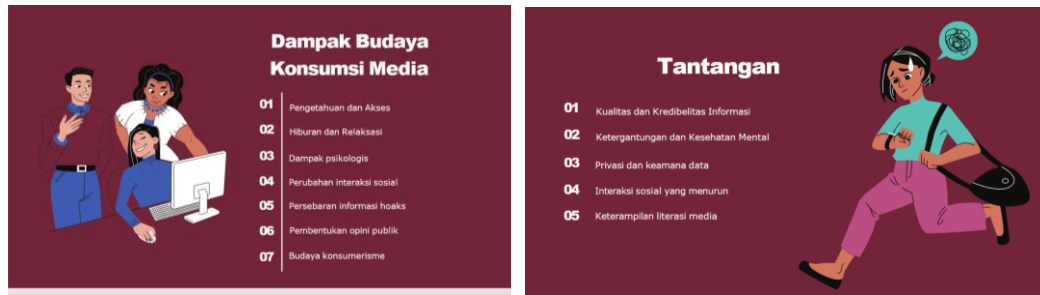 Dampak Budaya
Konsumsi Media
01 Pengetahuan dan Akses
02 Hiburan dan Relaksasi
03 Dampak psikologis
04 Perubahan interaksi sosial
05 Persebaran informasi hoaks
06 Pembentukan opini publik
07 Budaya konsumerisme
Tantangan
01 Kualitas dan Kredibelitas Informasi
02 Ketergantungan dan Kesehatan Mental
03 Privasi dan keamana data
04 Interaksi sosial yang menurun
05 Keterampilan literasi media